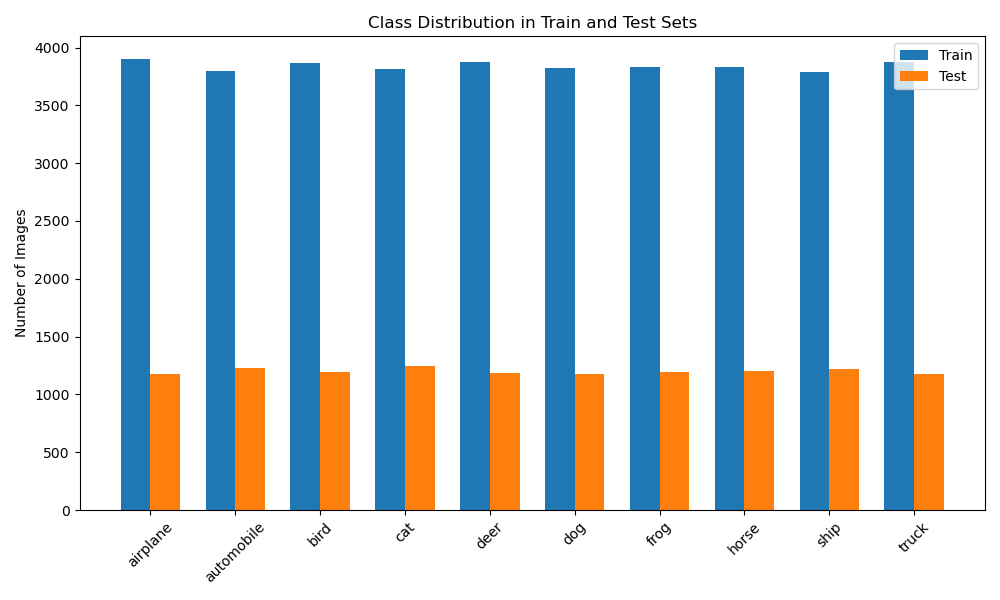 Class Distribution in Train and Test Sets
Train
Test
Number of Images
4000
3500
3000
2500
2000
1500
1000
500
0
airplane
automobile
bird
cat
deer
dog
frog
horse
ship
truck